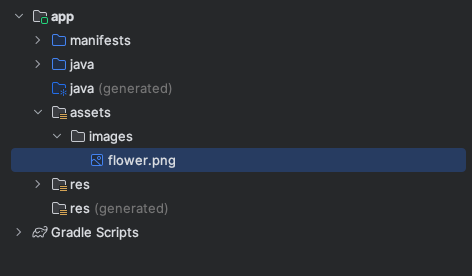 app
manifests
java
java (generated)
assets
images
flower.png
res
res (generated)
Gradle Scripts